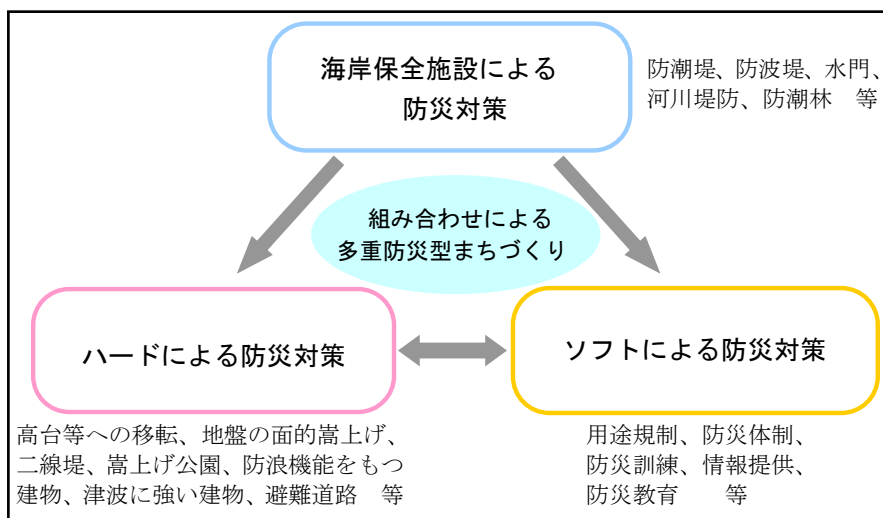 海岸保全施設による
防災対策
防潮堤、防波堤、水門、
河川堤防、防潮林　等
組み合わせによる
多重防災型まちづくり
ハードによる防災対策
ソフトによる防災対策
高台等への移転、地盤の面的嵩上げ、
二線堤、嵩上げ公園、防浪機能をもつ
建物、津波に強い建物、避難道路　等
用途規制、防災体制、
防災訓練、情報提供、
防災教育　　等